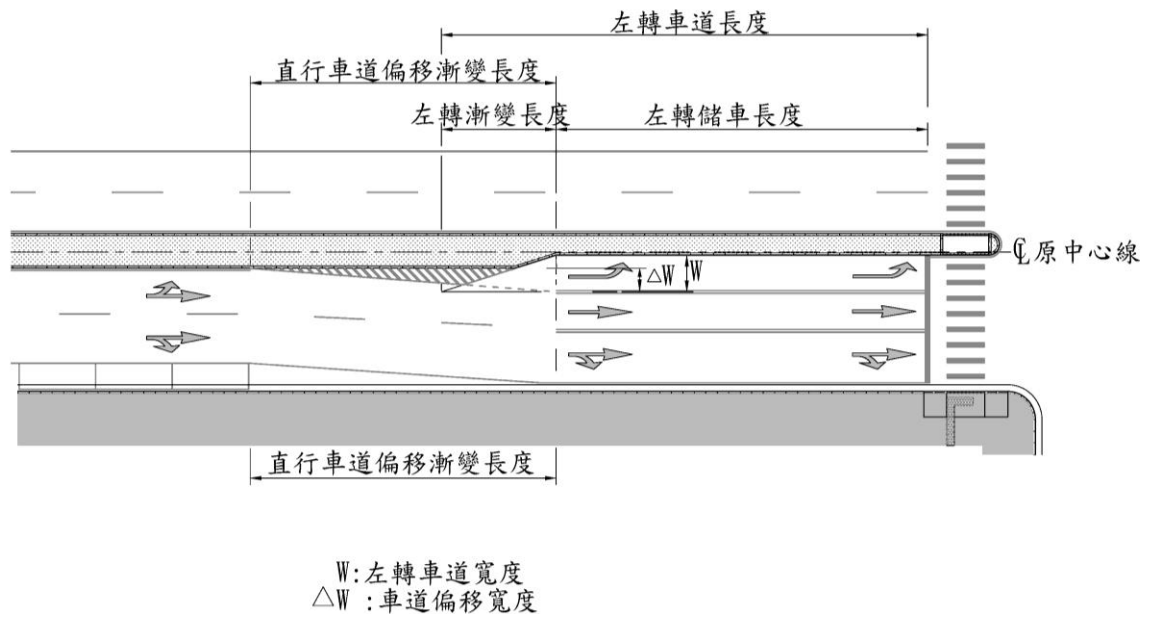 左轉車道長度
直行車道偏移漸變長度
左轉漸變長度
左轉儲車長度
℄原中心線
△W
W
直行車道偏移漸變長度
W:左轉車道寬度
△W :車道偏移寬度